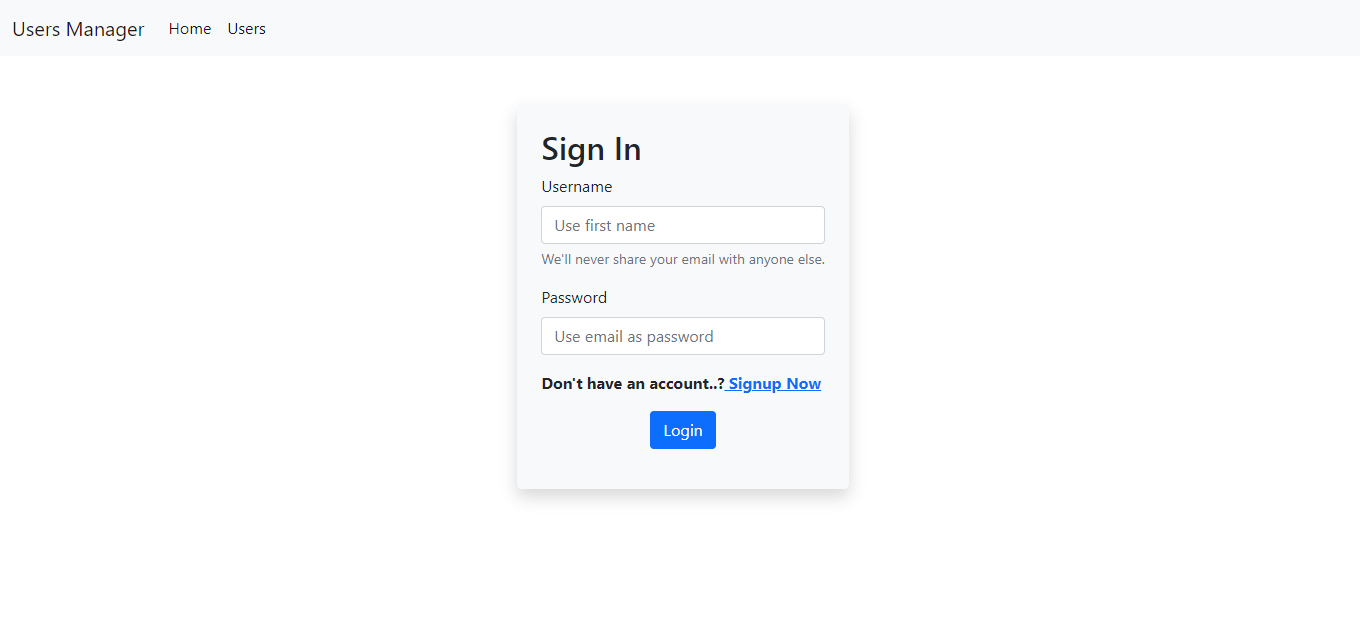 Users Manager Home Users
Sign In
Username
Use first name
We'll never share your email with anyone else.
Password
Use email as password
Don't have an account..? Signup Now
Login